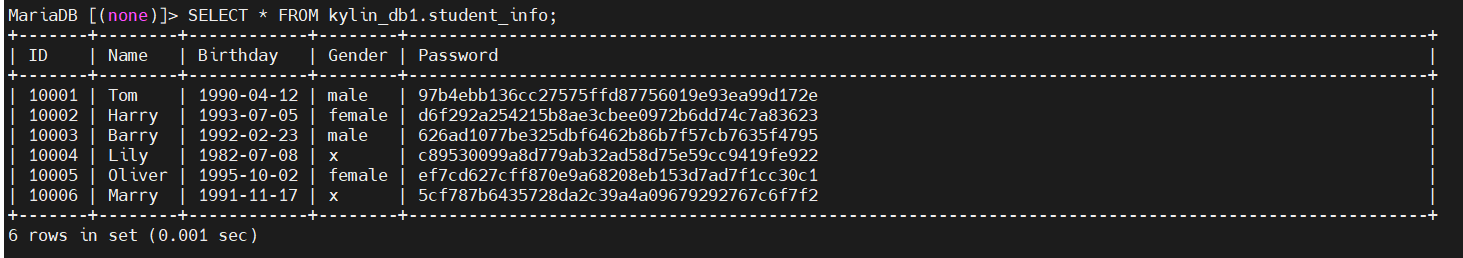 MariaDB [(none)]> SELECT * FROM kylin_db1.student_info;
+-------+--------+------------+--------+------------------------------------------------------------------------------------------------------+
| ID | Name | Birthday | Gender | Password |
+-------+--------+------------+--------+------------------------------------------------------------------------------------------------------+
| 10001 | Tom | 1990-04-12 | male | 97b4ebb136cc27575ffd87756019e93ea99d172e |
| 10002 | Harry | 1993-07-05 | female | d6f292a254215b8ae3cbee0972b6dd74c7a83623 |
| 10003 | Barry | 1992-02-23 | male | 626ad1077be325dbf6462b86b7f57cb7635f4795 |
| 10004 | Lily | 1982-07-08 | x | c89530099a8d779ab32ad58d75e59cc9419fe922 |
| 10005 | Oliver | 1995-10-02 | female | ef7cd627cff870e9a68208eb153d7ad7f1cc30c1 |
| 10006 | Marry | 1991-11-17 | x | 5cf787b6435728da2c39a4a09679292767c6f7f2 |
+-------+--------+------------+--------+------------------------------------------------------------------------------------------------------+
6 rows in set (0.001 sec)